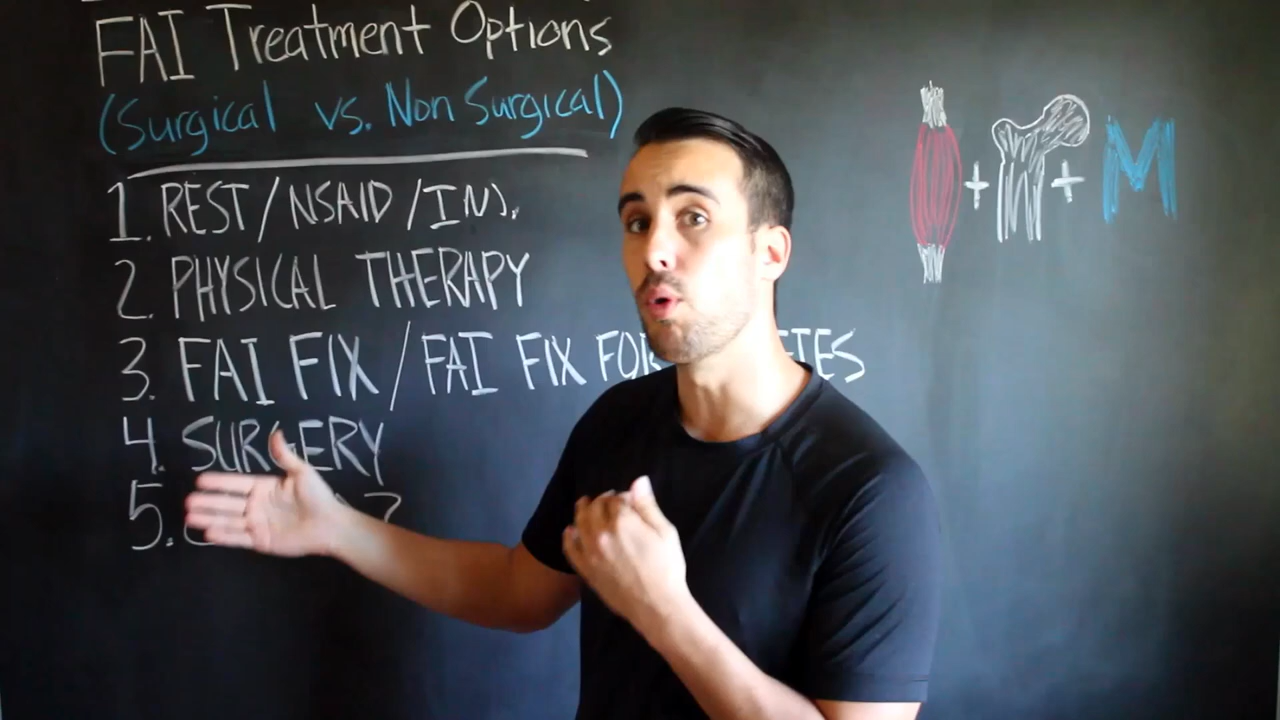 FAI Treatment Options
(Surgical vs. Non Surgical)
1. REST/NSAID/INJ.
2. PHYSICAL THERAPY
3. FAI FIX/FAI FIX FOR
4. SURGERY
5.
+ + M